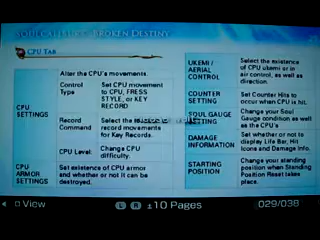 SOULCALIBUR: BROKEN DESTINY
CPU TAB
CPU SETTINGS
Alter the CPU's movements.
Control Type
Set CPU movement to CPU, FREE STYLE, or KEY RECORD
Record Command
Select the
record movements for Key Records.
CPU Level:
Change CPU difficulty.
CPU ARMOR SETTINGS
Set existence of CPU armor and whether or not it can be destroyed.
UKEMI / AERIAL CONTROL
Select the existence of CPU ukemi or in air control, as well as direction.
COUNTER SETTING
Set Counter Hits to occur when CPU is hit.
SOUL GAUGE SETTING
Change your Soul Gauge condition as well as the CPU's
DAMAGE INFORMATION
Set whether or not to display Life Bar, Hit Icons and Damage Info.
STARTING POSITION
Change your standing position when Standing Position Reset takes place.
View
L R ±10 Pages
029/038